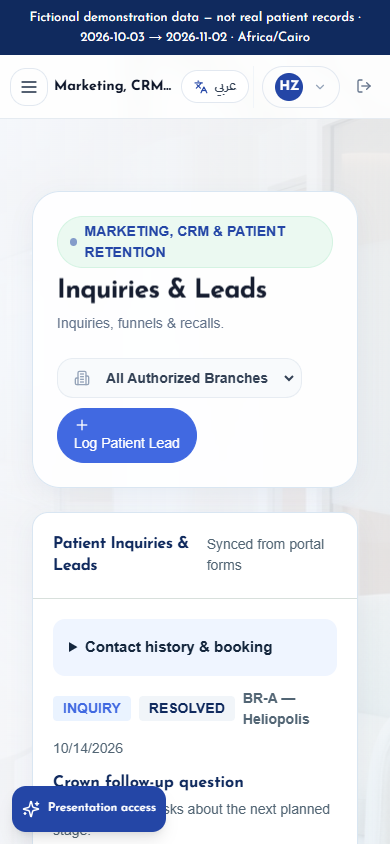 Fictional demonstration data — not real patient records ·
2026-10-03 → 2026-11-02 · Africa/Cairo
Marketing, CRM...
عربي
HZ
MARKETING, CRM & PATIENT
RETENTION
Inquiries & Leads
Inquiries, funnels & recalls.
All Authorized Branches
Log Patient Lead
Patient Inquiries &
Leads
Synced from portal
forms
Contact history & booking
INQUIRY
RESOLVED
BR-A —
Heliopolis
10/14/2026
Crown follow-up question
about the next planned
Presentation access